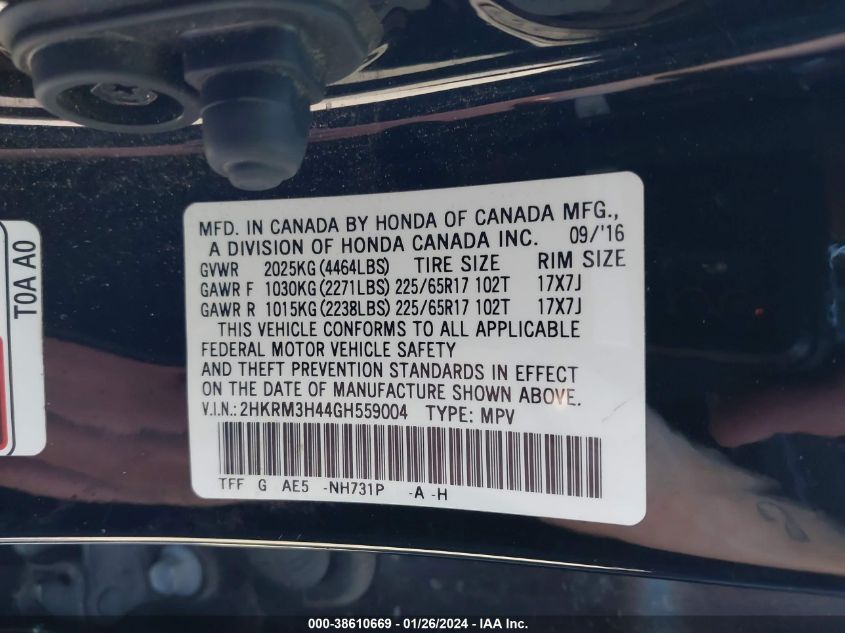 MFD. IN CANADA BY HONDA OF CANADA MFG.,
A DIVISION OF HONDA CANADA INC. 09/'16
GVWR 2025KG (4464LBS) TIRE SIZE RIM SIZE
GAWR F 1030KG (2271LBS) 225/65R17 102T 17X7J
GAWR R 1015KG (2238LBS) 225/65R17 102T 17X7J
THIS VEHICLE CONFORMS TO ALL APPLICABLE
FEDERAL MOTOR VEHICLE SAFETY
AND THEFT PREVENTION STANDARDS IN EFFECT
ON THE DATE OF MANUFACTURE SHOWN ABOVE.
V.I.N.: 2HKRM3H44GH559004 TYPE: MPV
TFF G AE5 -NH731P -A -H
T0A A0
000-38610669 - 01/26/2024 - IAA Inc.